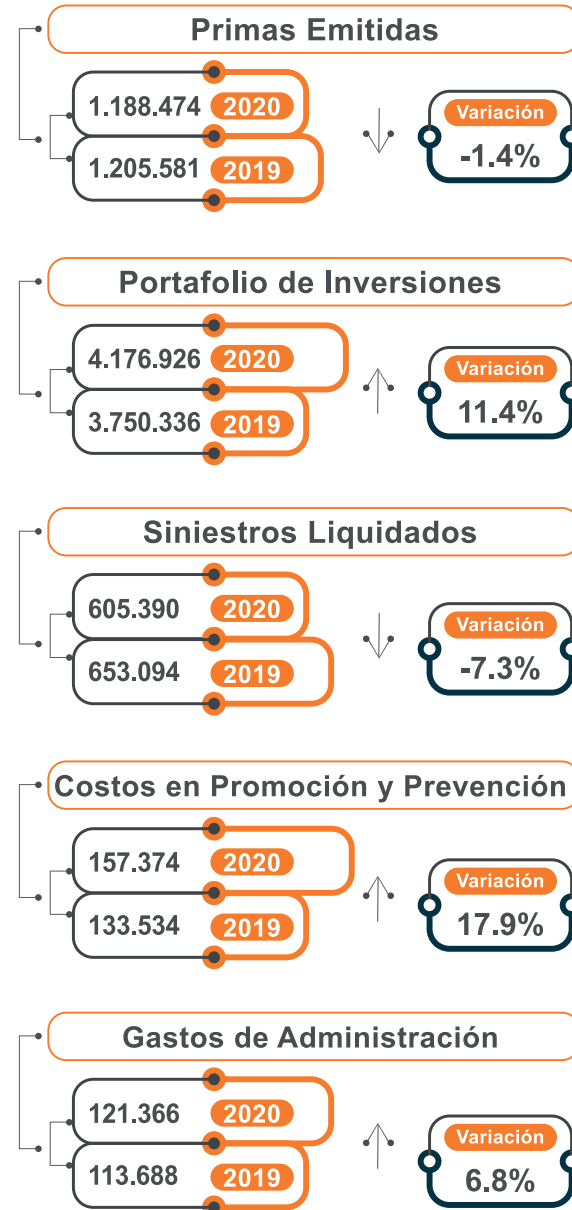 Primas Emitidas
1.188.474 2020
1.205.581 2019
Variación
-1.4%
Portafolio de Inversiones
4.176.926 2020
3.750.336 2019
Variación
11.4%
Siniestros Liquidados
605.390 2020
653.094 2019
Variación
-7.3%
Costos en Promoción y Prevención
157.374 2020
133.534 2019
Variación
17.9%
Gastos de Administración
121.366 2020
113.688 2019
Variación
6.8%